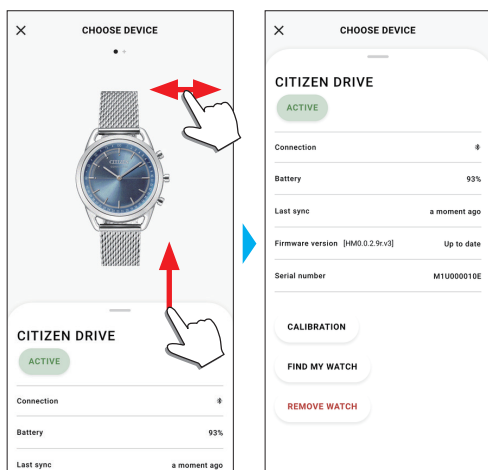 CHOOSE DEVICE
CITIZEN
CITIZEN DRIVE
ACTIVE
Connection
Battery 93%
Last sync a moment ago
CHOOSE DEVICE
CITIZEN DRIVE
ACTIVE
Connection
Battery 93%
Last sync a moment ago
Firmware version [HM0.0.2.9r.v3] Up to date
Serial number M1U000010E
CALIBRATION
FIND MY WATCH
REMOVE WATCH